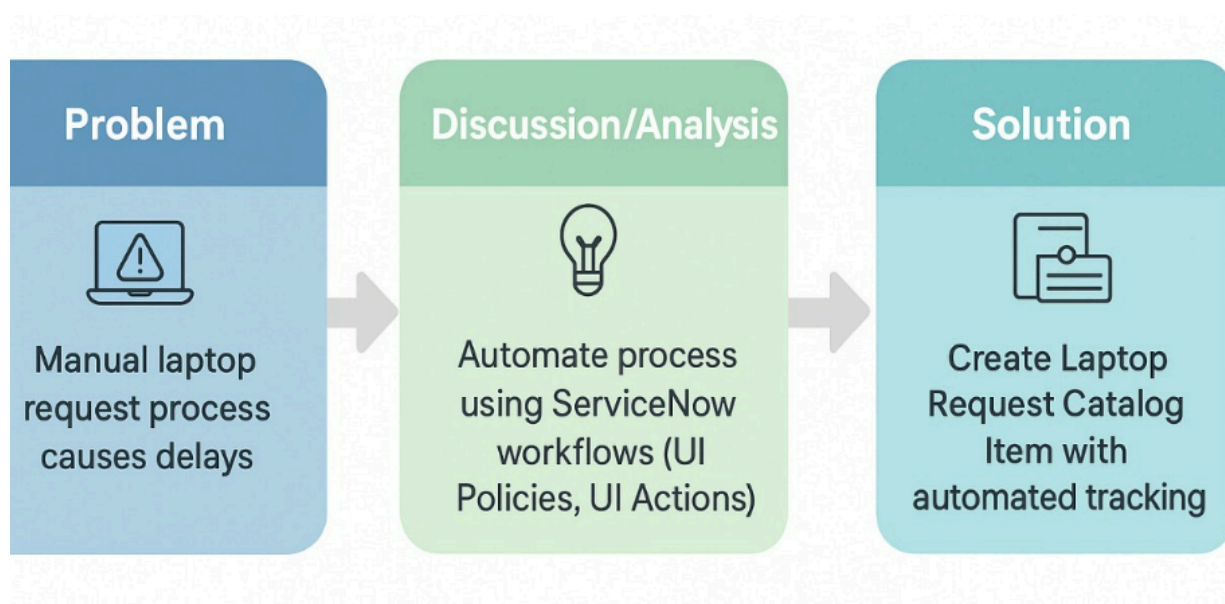 Problem
Manual laptop
request process
causes delays
Discussion/Analysis
Automate process
using ServiceNow
workflows (UI
Policies, UI Actions)
Solution
Create Laptop
Request Catalog
Item with
automated tracking